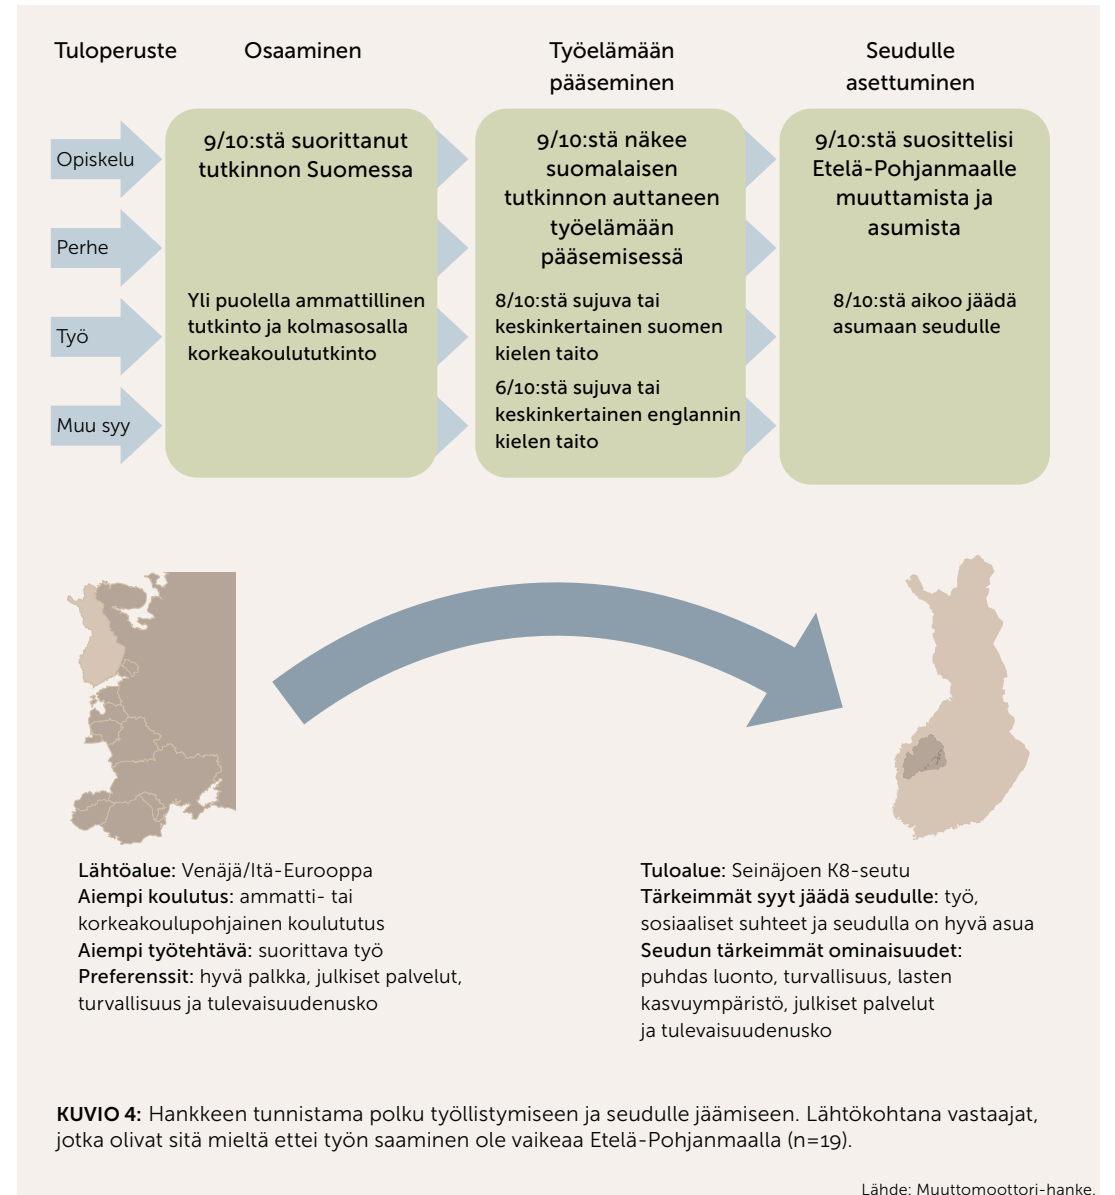 Tuloperuste
Osaaminen
Työelämään
pääseminen
Seudulle
asettuminen
Opiskelu
Perhe
Työ
Muu syy
9/10:stä suorittanut
tutkinnon Suomessa
Yli puolella ammattillinen
tutkinto ja kolmasosalla
korkeakoulututkinto
9/10:stä näkee
suomalaisen
tutkinnon auttaneen
työelämään
pääsemisessä
8/10:stä sujuva tai
keskinkertainen suomen
kielen taito
6/10:stä sujuva tai
keskinkertainen englannin
kielen taito
9/10:stä suosittelisi
Etelä-Pohjanmaalle
muuttamista ja
asumista
8/10:stä aikoo jäädä
asumaan seudulle
Lähtöalue: Venäjä/Itä-Eurooppa
Aiempi koulutus: ammatti- tai
korkeakoulupohjainen koulututus
Aiempi työtehtävä: suorittava työ
Preferenssit: hyvä palkka, julkiset palvelut,
turvallisuus ja tulevaisuudenusko
Tuloalue: Seinäjoen K8-seutu
Tärkeimmät syyt jäädä seudulle: työ,
sosiaaliset suhteet ja seudulla on hyvä asua
Seudun tärkeimmät ominaisuudet:
puhdas luonto, turvallisuus, lasten
kasvuympäristö, julkiset palvelut
ja tulevaisuudenusko
KUVIO 4: Hankkeen tunnistama polku työllistymiseen ja seudulle jäämiseen. Lähtökohtana vastaajat,
jotka olivat sitä mieltä ettei työn saaminen ole vaikeaa Etelä-Pohjanmaalla (n=19).
Lähde: Muuttomoottori-hanke.